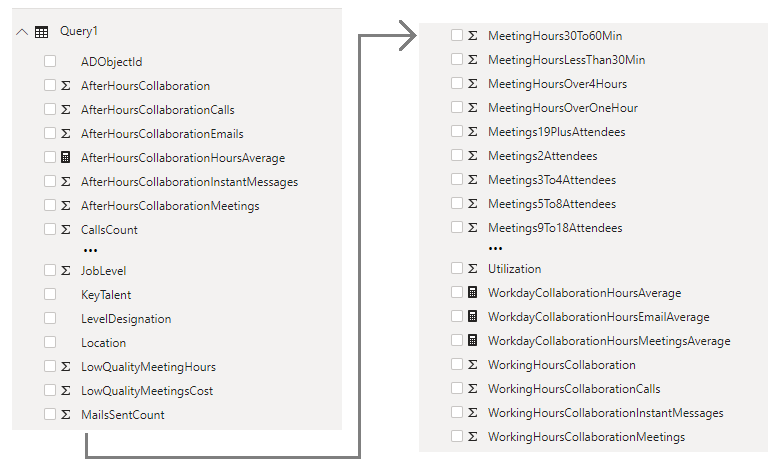 Query1
ADObjectId
AfterHoursCollaboration
AfterHoursCollaborationCalls
AfterHoursCollaborationEmails
AfterHoursCollaborationHoursAverage
AfterHoursCollaborationInstantMessages
AfterHoursCollaborationMeetings
CallsCount
...
JobLevel
KeyTalent
LevelDesignation
Location
LowQualityMeetingHours
LowQualityMeetingsCost
MailsSentCount
MeetingHours30To60Min
MeetingHoursLessThan30Min
MeetingHoursOver4Hours
MeetingHoursOverOneHour
Meetings19PlusAttendees
Meetings2Attendees
Meetings3To4Attendees
Meetings5To8Attendees
Meetings9To18Attendees
...
Utilization
WorkdayCollaborationHoursAverage
WorkdayCollaborationHoursEmailAverage
WorkdayCollaborationHoursMeetingsAverage
WorkingHoursCollaboration
WorkingHoursCollaborationCalls
WorkingHoursCollaborationInstantMessages
WorkingHoursCollaborationMeetings